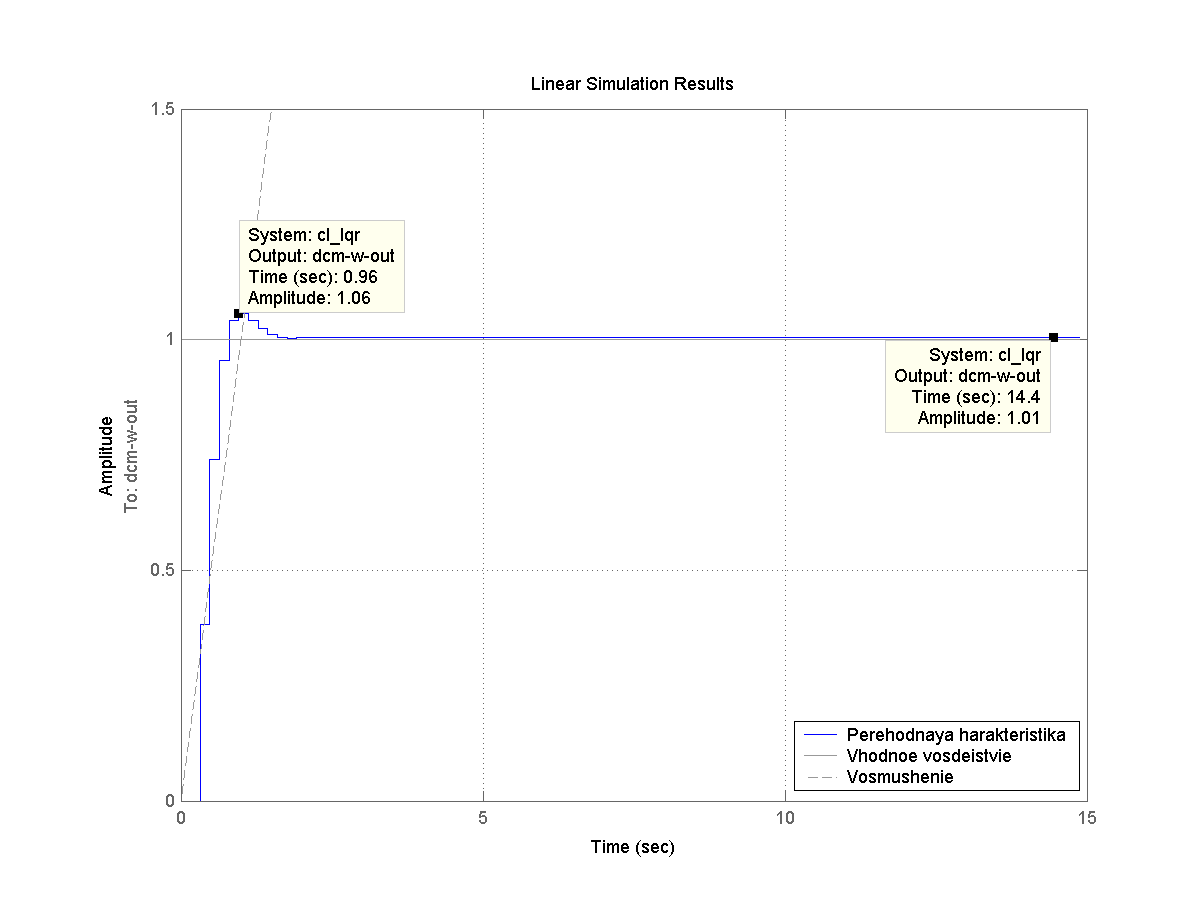 Linear Simulation Results
1.5
System: cl_lqr
Output: dcm-w-out
Time (sec): 0.96
Amplitude: 1.06
1
System: cl_lqr
Output: dcm-w-out
Time (sec): 14.4
Amplitude: 1.01
Amplitude
To: dcm-w-out
0.5
Perehodnaya harakteristika
Vhodnoe vosdeistvie
Vosmushenie
0
0 5 10 15
Time (sec)